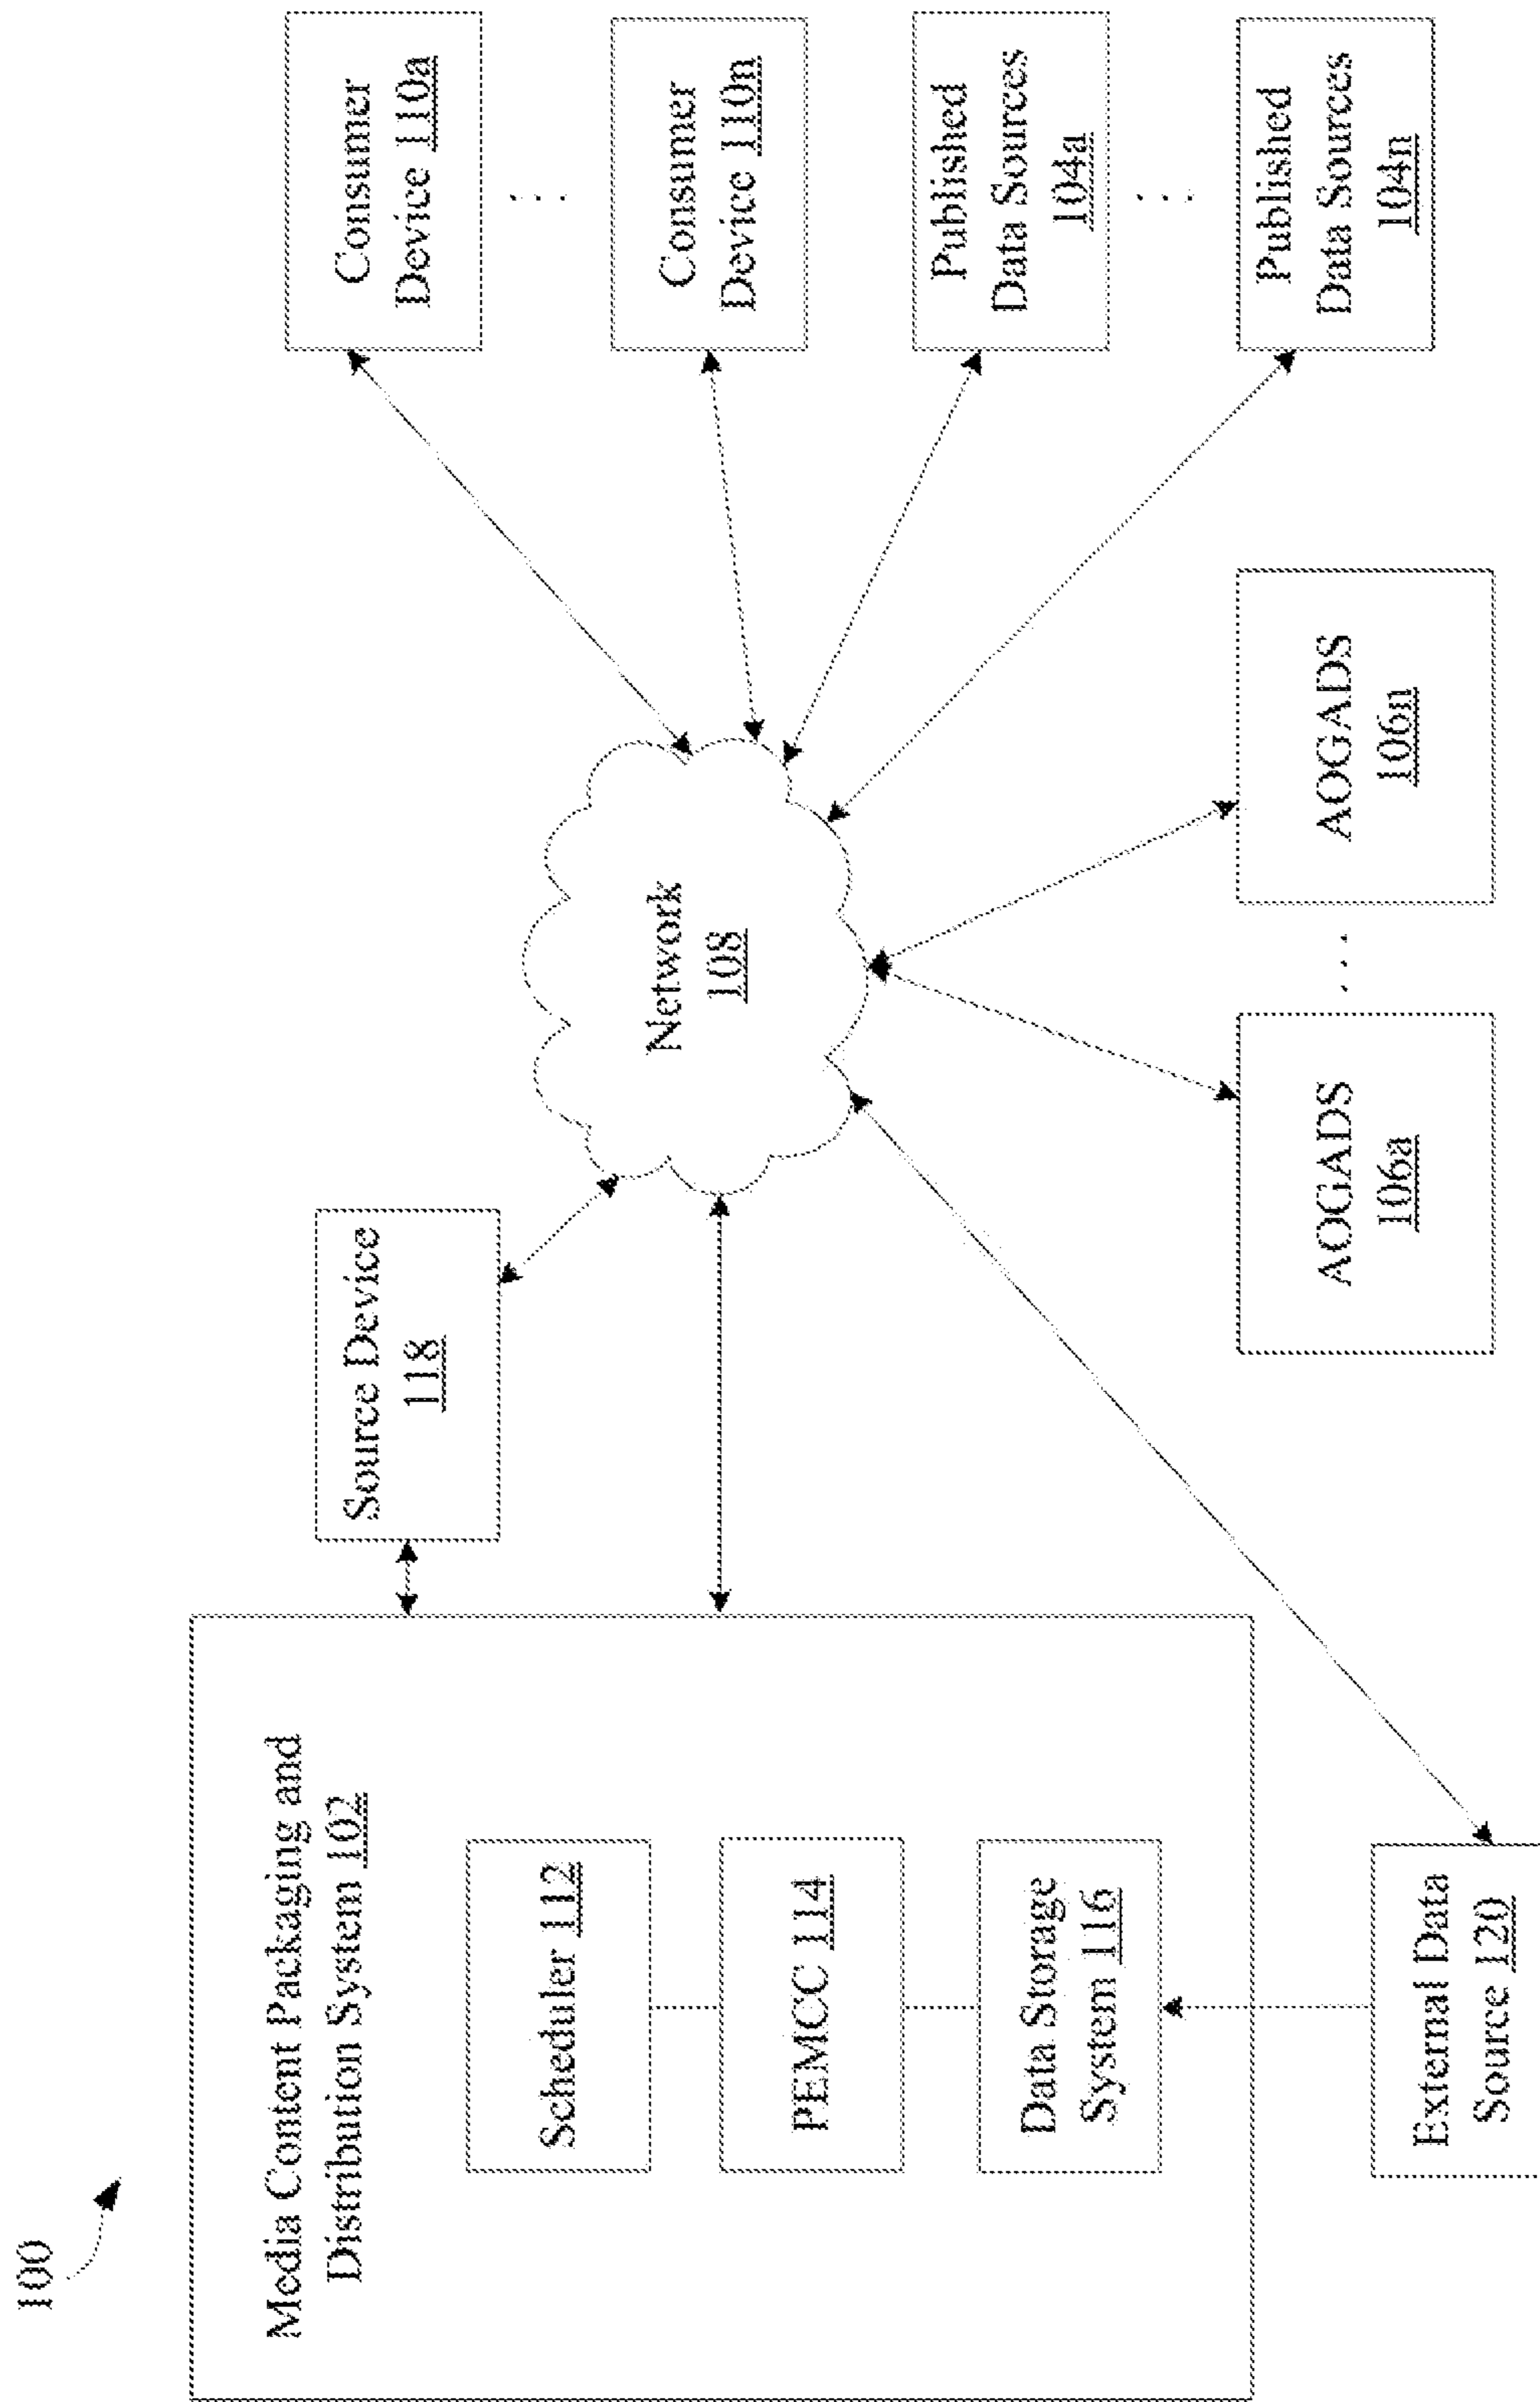 100
Media Content Packaging and
Distribution System 102
Scheduler 112
PEMCC 114
Data Storage
System 116
External Data
Source 120
Source Device
118
Network
108
AOGADS
106a
. . .
AOGADS
106n
Consumer
Device 110a
. . .
Consumer
Device 110n
Published
Data Sources
104a
. . .
Published
Data Sources
104n